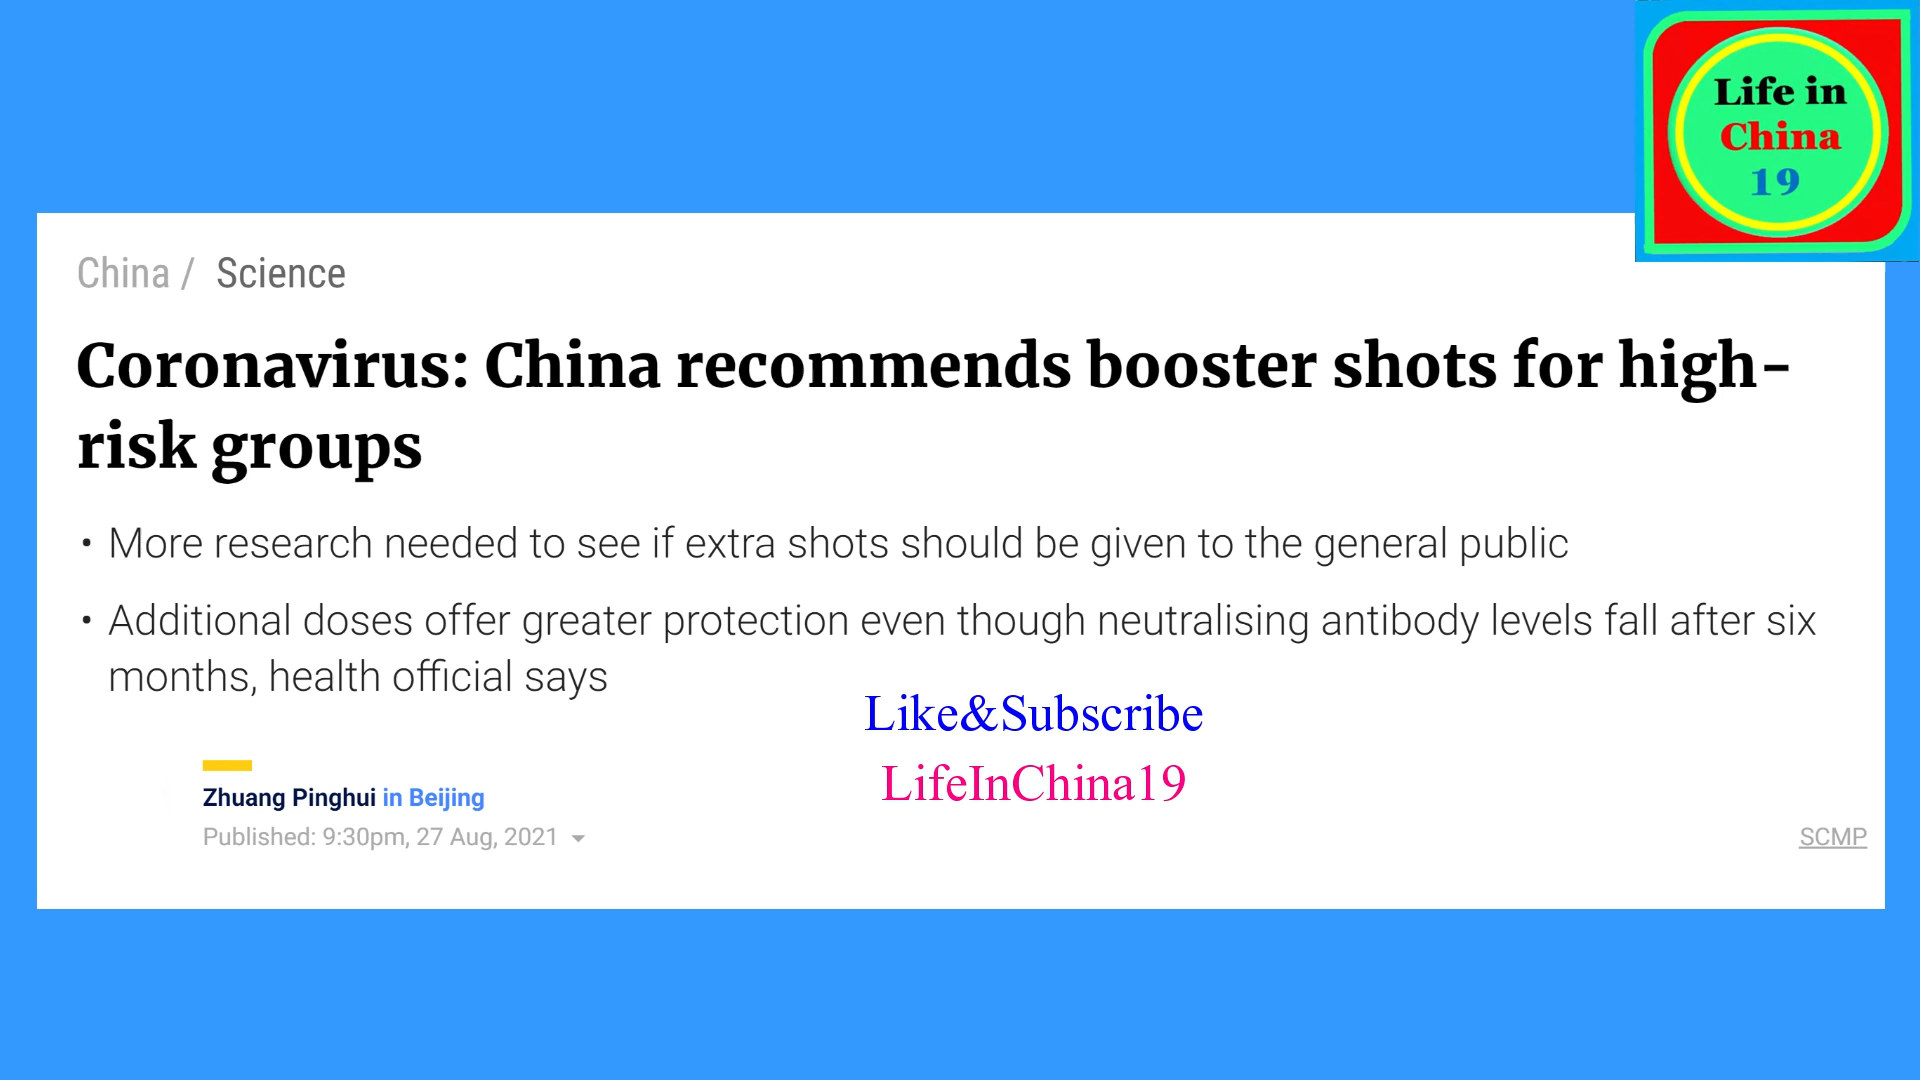 Life in
China
19
China / Science
Coronavirus: China recommends booster shots for high-
risk groups
• More research needed to see if extra shots should be given to the general public
• Additional doses offer greater protection even though neutralising antibody levels fall after six
months, health official says
Like&Subscribe
LifeInChina19
Zhuang Pinghui in Beijing
Published: 9:30pm, 27 Aug, 2021
SCMP